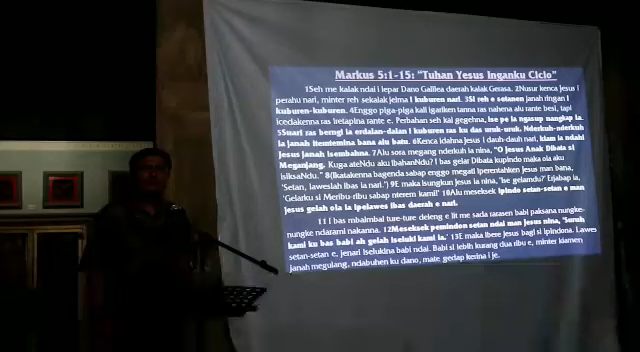 Markus 5:1-15: "Tuhan Yesus Inganku Cicio"
1Seh me kalak ndai i lepar Dano Galilea daerah kalak Gerasa. 2Nusur kenca Jesus i
perahu nari, minter reh sekalak jelma i kuburen nari. 3Si reh e setanen janah ringan i
kuburen-kuburen. 4Enggo piga-piga kali igariken tanna ras nahena alu rante besi, tapi
icedakenna ras iretapina rante e. Perbahan seh kal gegehna, ise pe la ngasup nangkap ia.
5Suari ras berngi ia erdalan-dalan i kuburen ras ku das uruk-uruk. Nderkuh-nderkuh
ia janah itemtemina bana alu batu. 6Kenca idahna Jesus i dauh-dauh nari, kiam ia ndahi
Jesus janah isembahna. 7Alu sora megang nderkuh ia nina, "O Jesus Anak Dibata si
Meganjang, Kuga ateNdu aku ibahanNdu? I bas gelar Dibata kupindo maka ola aku
isiksaNdu." 8(Ikatakenna bagenda sabap enggo megati iperentahken Jesus man bana,
'Setan, laweslah ibas ia nari.') 9E maka isungkun Jesus ia nina, "Ise gelarndu?" Erjabap ia,
'Gelarku si Meribu-ribu sabap nterem kami!' 10Alu meseksek ipindo setan-setan e man
Jesus gelah ola ia ipelawes ibas daerah e nari.
11 I bas mbalmbal ture-ture deleng e lit me sada rarasen babi paksana nungke-
nungke ndarami nakanna. 12Meseksek pemindon setan ndai man Jesus nina, 'Suruh
kami ku bas babi ah gelah iseluki kami ia.' 13E maka ibere Jesus bagi si ipindona. Lawes
setan-setan e, jenari iselukina babi ndai. Babi si lebih kurang dua ribu e, minter kiamen
janah megulang, ndabuhen ku dano, mate gedap kerina i je.